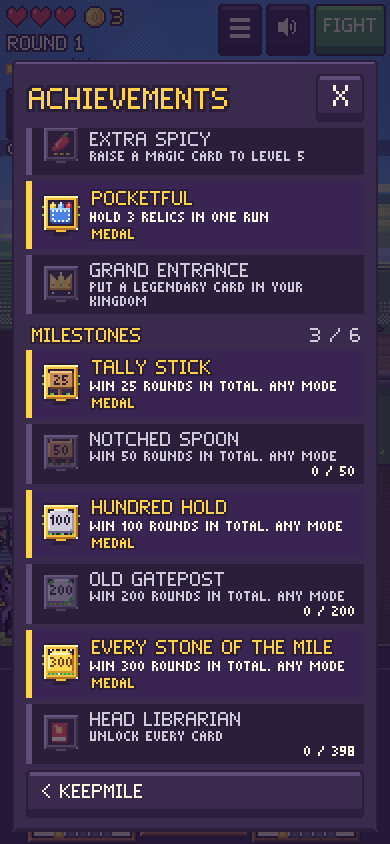 3
ROUND 1
FIGHT
ACHIEVEMENTS
X
EXTRA SPICY
RAISE A MAGIC CARD TO LEVEL 5
POCKETFUL
HOLD 3 RELICS IN ONE RUN
MEDAL
GRAND ENTRANCE
PUT A LEGENDARY CARD IN YOUR
KINGDOM
MILESTONES 3 / 6
25
TALLY STICK
WIN 25 ROUNDS IN TOTAL. ANY MODE
MEDAL
50
NOTCHED SPOON
WIN 50 ROUNDS IN TOTAL. ANY MODE
0 / 50
100
HUNDRED HOLD
WIN 100 ROUNDS IN TOTAL. ANY MODE
MEDAL
200
OLD GATEPOST
WIN 200 ROUNDS IN TOTAL. ANY MODE
0 / 200
300
EVERY STONE OF THE MILE
WIN 300 ROUNDS IN TOTAL. ANY MODE
MEDAL
HEAD LIBRARIAN
UNLOCK EVERY CARD
0 / 398
< KEEPMILE